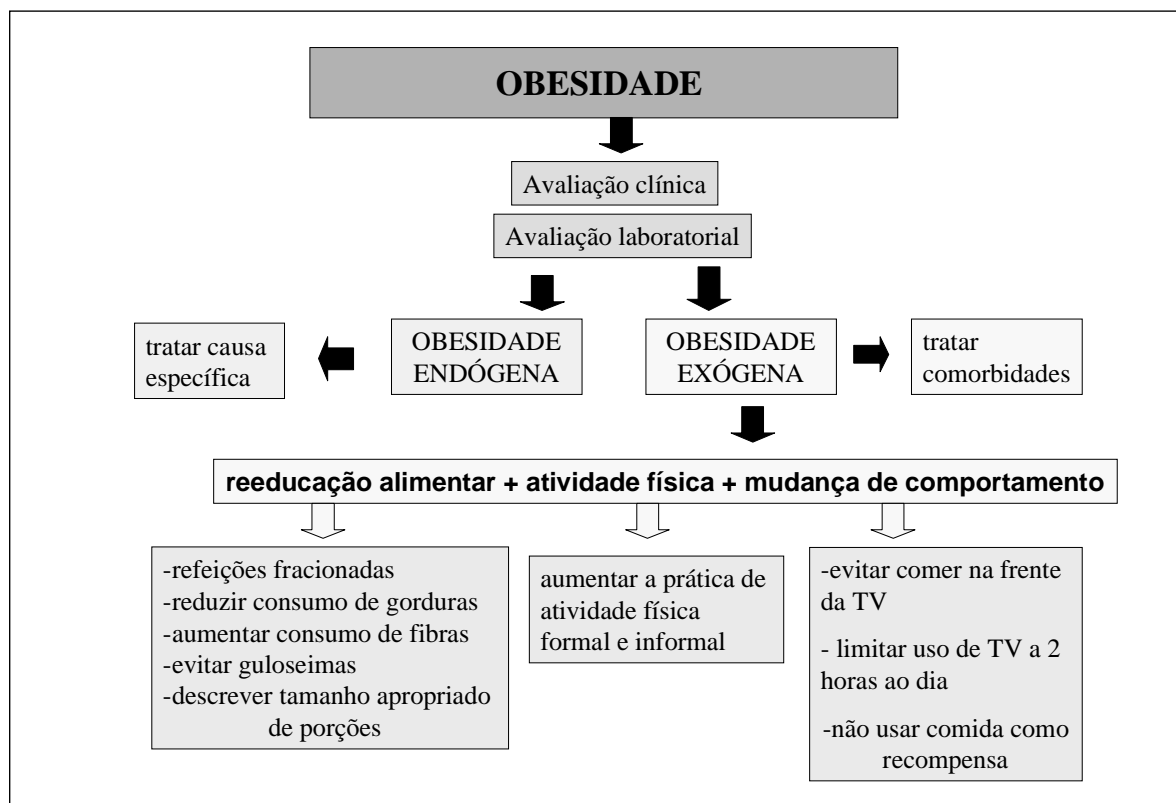 OBESIDADE
Avaliação clínica
Avaliação laboratorial
tratar causa
específica
OBESIDADE
ENDÓGENA
OBESIDADE
EXÓGENA
tratar
comorbidades
reeducação alimentar + atividade física + mudança de comportamento
-refeições fracionadas
-reduzir consumo de gorduras
-aumentar consumo de fibras
-evitar guloseimas
-descrever tamanho apropriado
de porções
aumentar a prática de
atividade física
formal e informal
-evitar comer na frente
da TV
- limitar uso de TV a 2
horas ao dia
-não usar comida como
recompensa